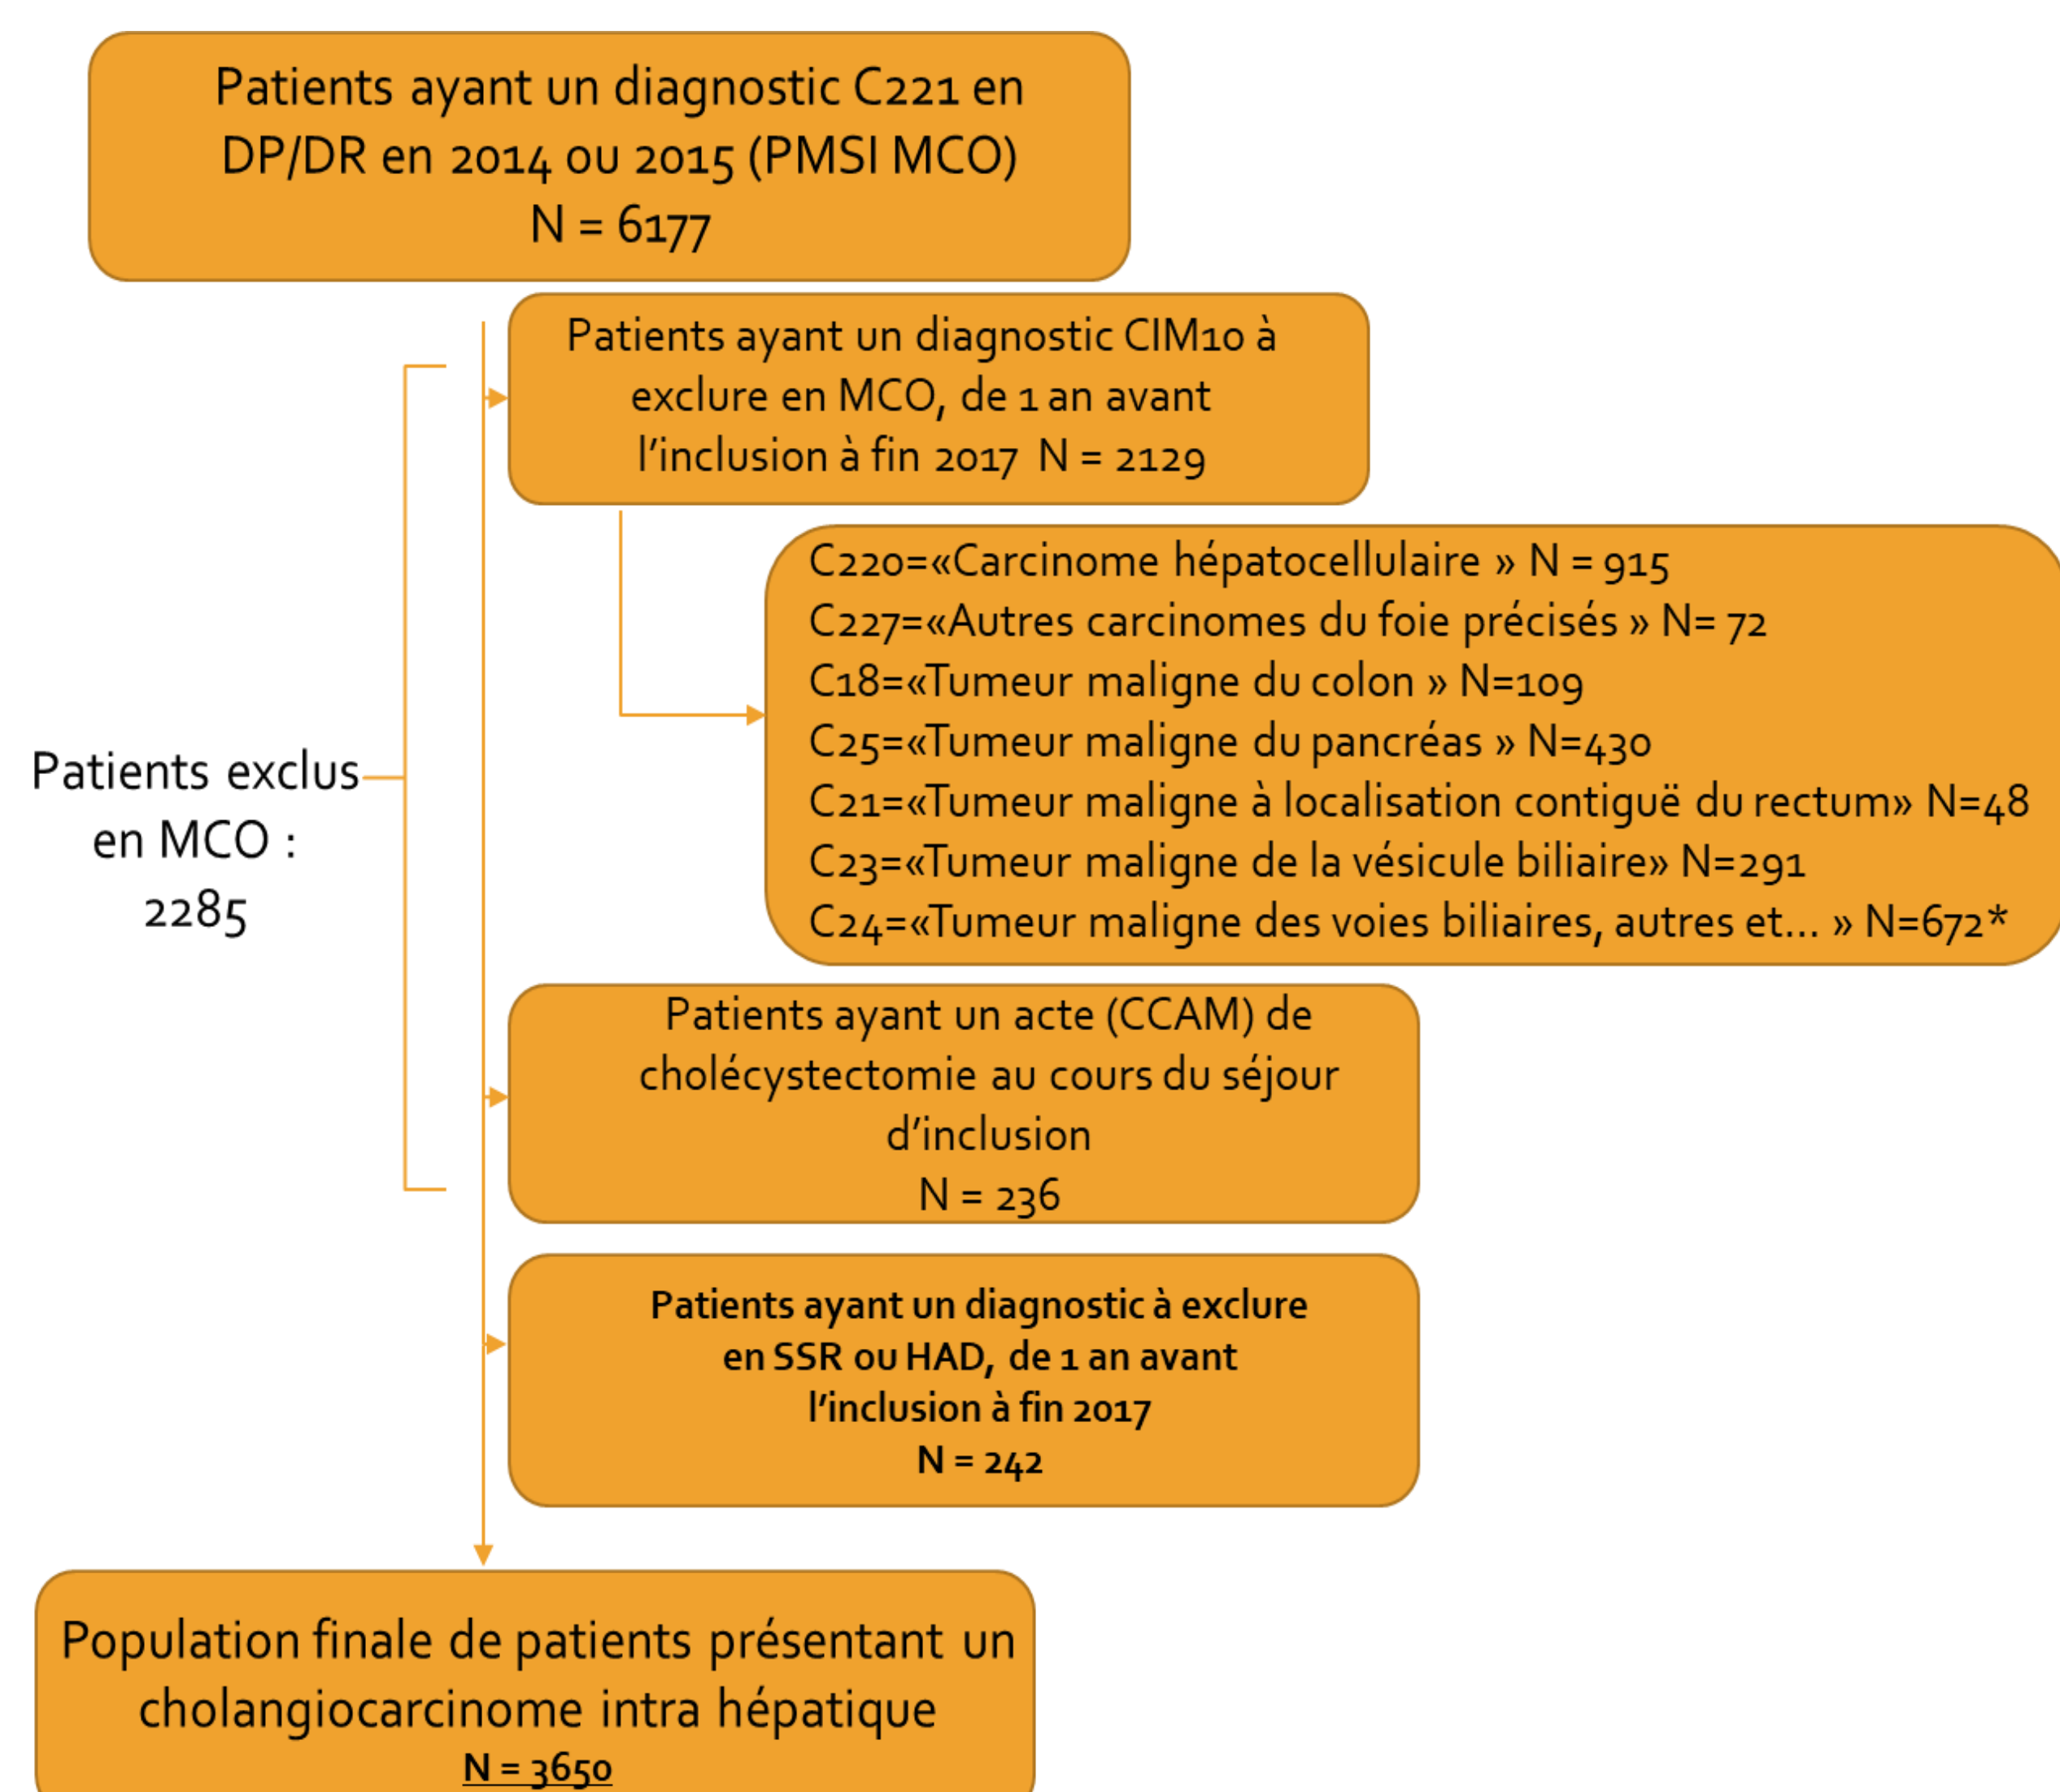 Patients ayant un diagnostic C221 en
DP/DR en 2014 ou 2015 (PMSI MCO)
N = 6177
Patients ayant un diagnostic CIM10 à
exclure en MCO, de 1 an avant
l’inclusion à fin 2017 N = 2129
C220=«Carcinome hépatocellulaire » N = 915
C227=«Autres carcinomes du foie précisés » N= 72
C18=«Tumeur maligne du colon » N=109
C25=«Tumeur maligne du pancréas » N=430
C21=«Tumeur maligne à localisation contiguë du rectum» N=48
C23=«Tumeur maligne de la vésicule biliaire» N=291
C24=«Tumeur maligne des voies biliaires, autres et... » N=672*
Patients exclus
en MCO :
2285
Patients ayant un acte (CCAM) de
cholécystectomie au cours du séjour
d’inclusion
N = 236
Patients ayant un diagnostic à exclure
en SSR ou HAD, de 1 an avant
l’inclusion à fin 2017
N = 242
Population finale de patients présentant un
cholangiocarcinome intra hépatique
N = 3650